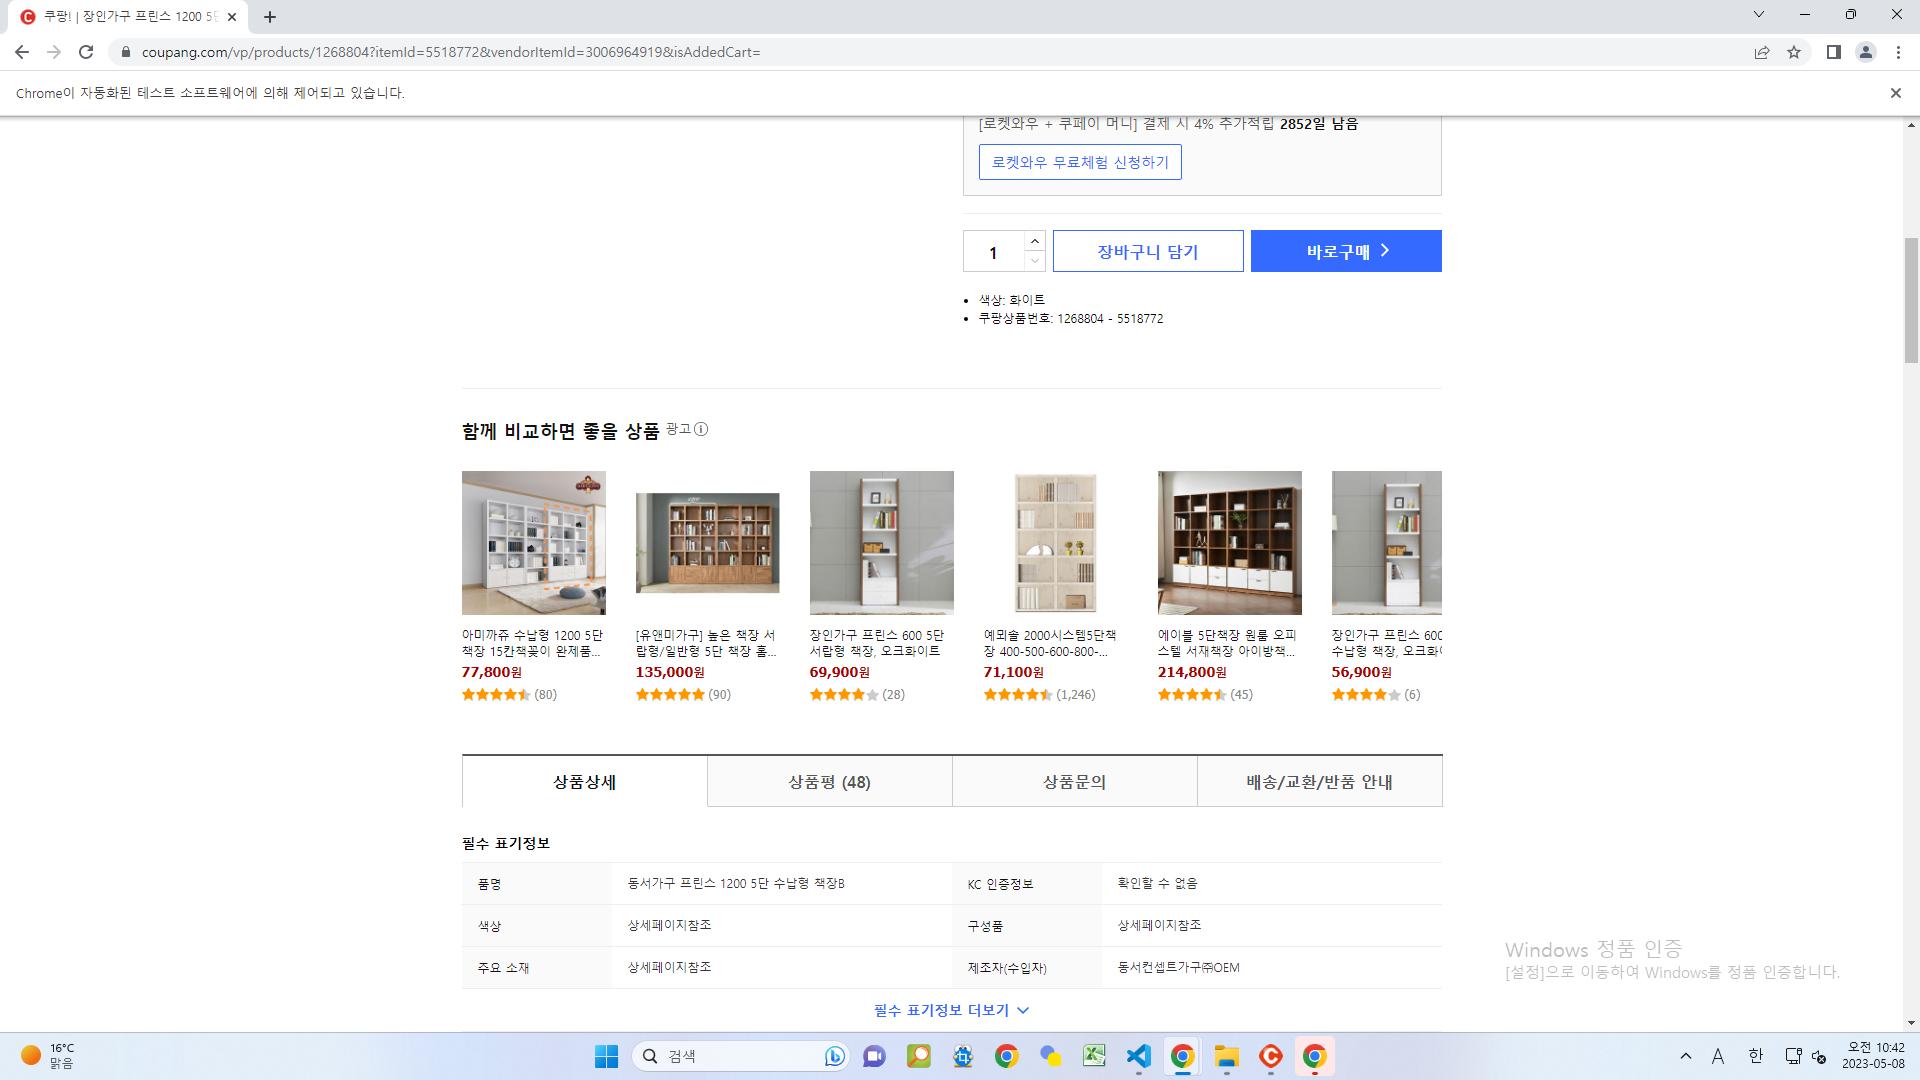 쿠팡! | 장인가구 프린스 1200 5단
coupang.com/vp/products/1268804?itemId=5518772&vendorItemId=3006964919&isAddedCart=
Chrome이 자동화된 테스트 소프트웨어에 의해 제어되고 있습니다.
[로켓와우 + 쿠페이 머니] 결제 시 4% 추가적립 2852일 남음
로켓와우 무료체험 신청하기
1 장바구니 담기 바로구매
색상: 화이트
쿠팡상품번호: 1268804 - 5518772
함께 비교하면 좋을 상품 광고
아미까쥬 수납형 1200 5단
책장 15칸책꽂이 완제품...
77,800원
(80)
[유앤미가구] 높은 책장 서
랍형/일반형 5단 책장 홈...
135,000원
(90)
장인가구 프린스 600 5단
서랍형 책장, 오크화이트
69,900원
(28)
예뫼솔 2000시스템5단책
장 400-500-600-800-...
71,100원
(1,246)
에이블 5단책장 원룸 오피
스텔 서재책장 아이방책...
214,800원
(45)
장인가구 프린스 600
수납형 책장, 오크화이
56,900원
(6)
상품상세 상품평 (48) 상품문의 배송/교환/반품 안내
필수 표기정보
품명 동서가구 프린스 1200 5단 수납형 책장B KC 인증정보 확인할 수 없음
색상 상세페이지참조 구성품 상세페이지참조
주요 소재 상세페이지참조 제조자(수입자) 동서컨셉트가구㈜OEM
필수 표기정보 더보기
Windows 정품 인증
[설정]으로 이동하여 Windows를 정품 인증합니다.
16°C
맑음
검색
A 한
오전 10:42
2023-05-08